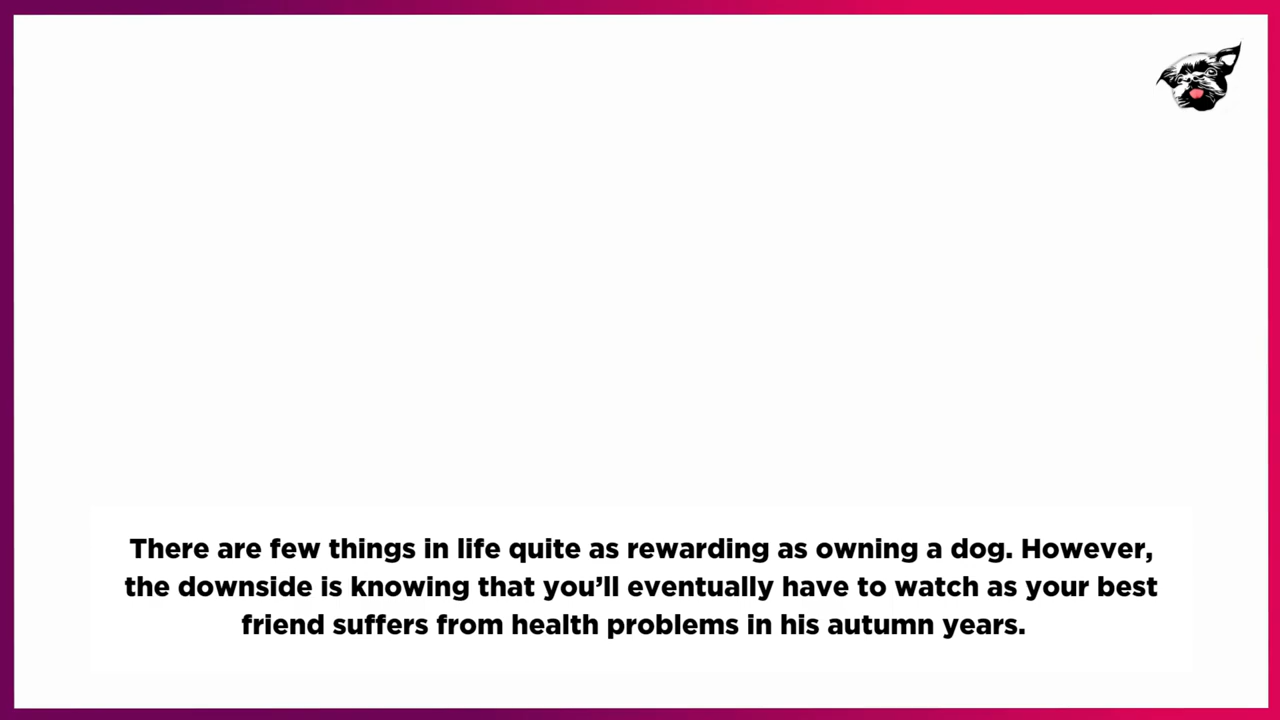 There are few things in life quite as rewarding as owning a dog. However,
the downside is knowing that you’ll eventually have to watch as your best
friend suffers from health problems in his autumn years.